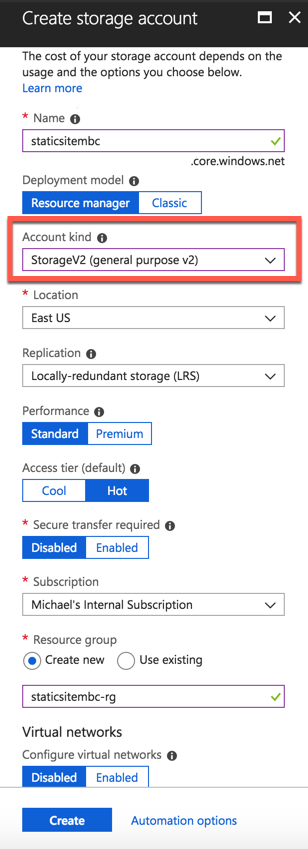 Create storage account
The cost of your storage account depends on the
usage and the options you choose below.
Learn more
* Name
staticsitembc
.core.windows.net
Deployment model
Resource manager Classic
Account kind
StorageV2 (general purpose v2)
* Location
East US
Replication
Locally-redundant storage (LRS)
Performance
Standard Premium
Access tier (default)
Cool Hot
* Secure transfer required
Disabled Enabled
* Subscription
Michael's Internal Subscription
* Resource group
Create new Use existing
staticsitembc-rg
Virtual networks
Configure virtual networks
Disabled Enabled
Create Automation options